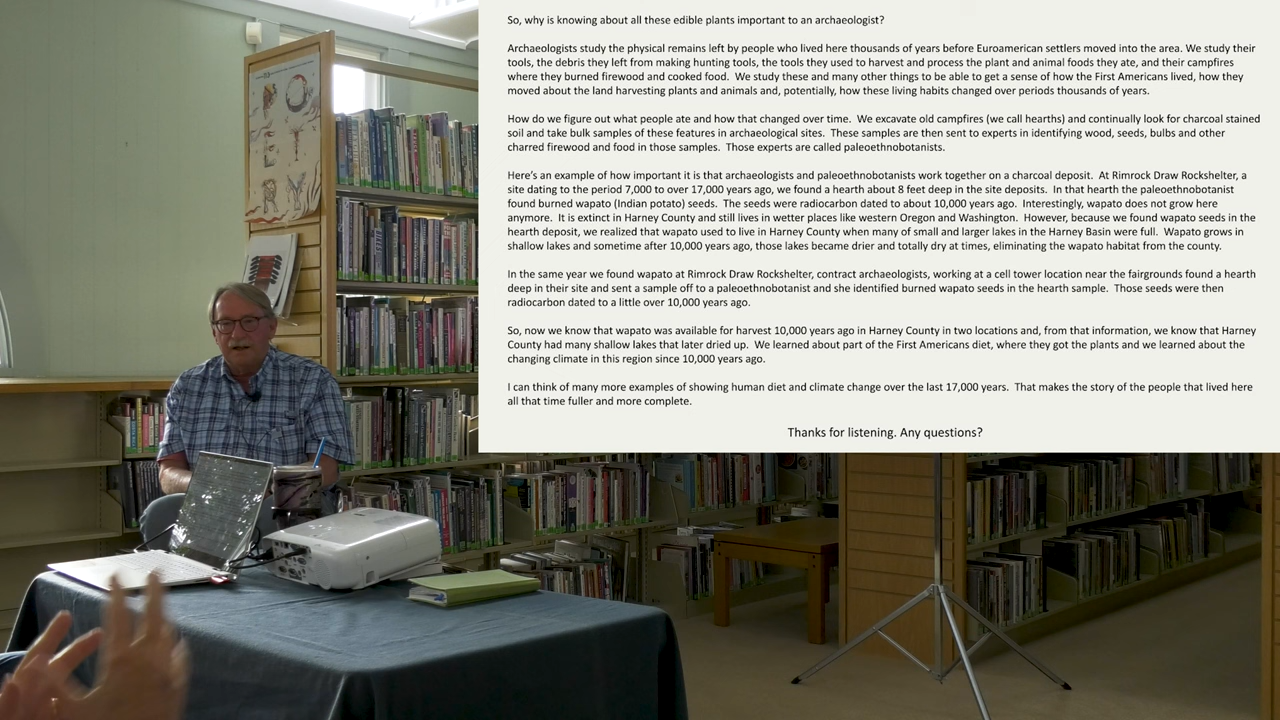 So, why is knowing about all these edible plants important to an archaeologist?
Archaeologists study the physical remains left by people who lived here thousands of years before Euroamerican settlers moved into the area. We study their
tools, the debris they left from making hunting tools, the tools they used to harvest and process the plant and animal foods they ate, and their campfires
where they burned firewood and cooked food. We study these and many other things to be able to get a sense of how the First Americans lived, how they
moved about the land harvesting plants and animals and, potentially, how these living habits changed over periods thousands of years.
How do we figure out what people ate and how that changed over time. We excavate old campfires (we call hearths) and continually look for charcoal stained
soil and take bulk samples of these features in archaeological sites. These samples are then sent to experts in identifying wood, seeds, bulbs and other
charred firewood and food in those samples. Those experts are called paleoethnobotanists.
Here's an example of how important it is that archaeologists and paleoethnobotanists work together on a charcoal deposit. At Rimrock Draw Rockshelter, a
site dating to the period 7,000 to over 17,000 years ago, we found a hearth about 8 feet deep in the site deposits. In that hearth the paleoethnobotanist
found burned wapato (Indian potato) seeds. The seeds were radiocarbon dated to about 10,000 years ago. Interestingly, wapato does not grow here
anymore. It is extinct in Harney County and still lives in wetter places like western Oregon and Washington. However, because we found wapato seeds in the
hearth deposit, we realized that wapato used to live in Harney County when many of small and larger lakes in the Harney Basin were full. Wapato grows in
shallow lakes and sometime after 10,000 years ago, those lakes became drier and totally dry at times, eliminating the wapato habitat from the county.
In the same year we found wapato at Rimrock Draw Rockshelter, contract archaeologists, working at a cell tower location near the fairgrounds found a hearth
deep in their site and sent a sample off to a paleoethnobotanist and she identified burned wapato seeds in the hearth sample. Those seeds were then
radiocarbon dated to a little over 10,000 years ago.
So, now we know that wapato was available for harvest 10,000 years ago in Harney County in two locations and, from that information, we know that Harney
County had many shallow lakes that later dried up. We learned about part of the First Americans diet, where they got the plants and we learned about the
changing climate in this region since 10,000 years ago.
I can think of many more examples of showing human diet and climate change over the last 17,000 years. That makes the story of the people that lived here
all that time fuller and more complete.
Thanks for listening. Any questions?
POETRY